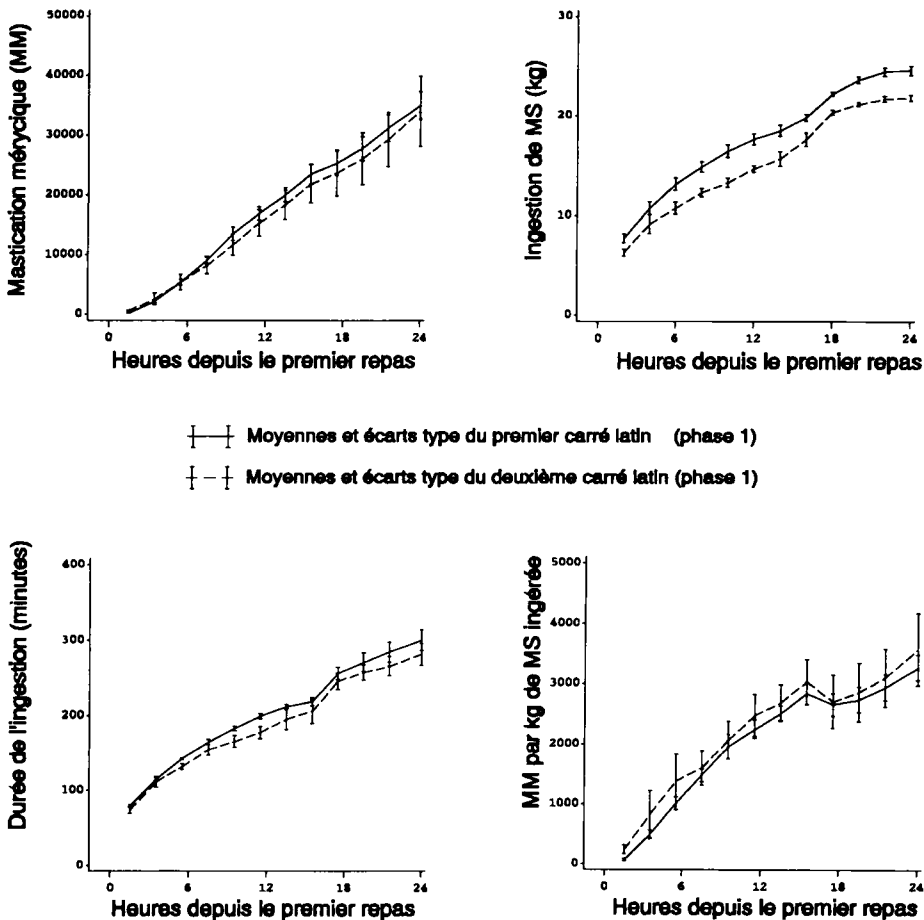 Mastication mérycique (MM)
50000
40000
30000
20000
10000
0
0 6 12 18 24
Heures depuis le premier repas
Ingestion de MS (kg)
30
20
10
0
0 6 12 18 24
Heures depuis le premier repas
Moyennes et écarts type du premier carré latin (phase 1)
Moyennes et écarts type du deuxième carré latin (phase 1)
Durée de l'ingestion (minutes)
400
300
200
100
0
0 6 12 18 24
Heures depuis le premier repas
MM par kg de MS ingérée
5000
4000
3000
2000
1000
0
0 6 12 18 24
Heures depuis le premier repas